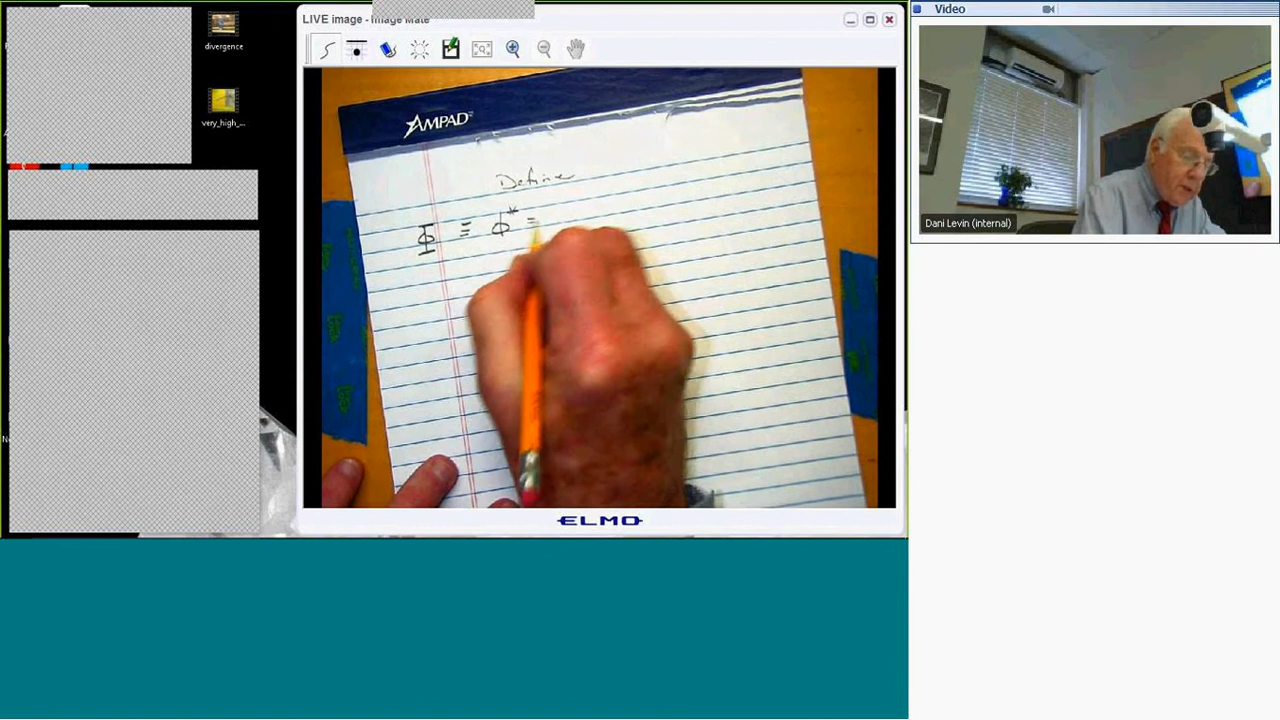 divergence
very_high_...
LIVE image - Image Mate
AMPAD
Define
Φ ≡ ϕ* =
ELMO
Video
Dani Levin (internal)